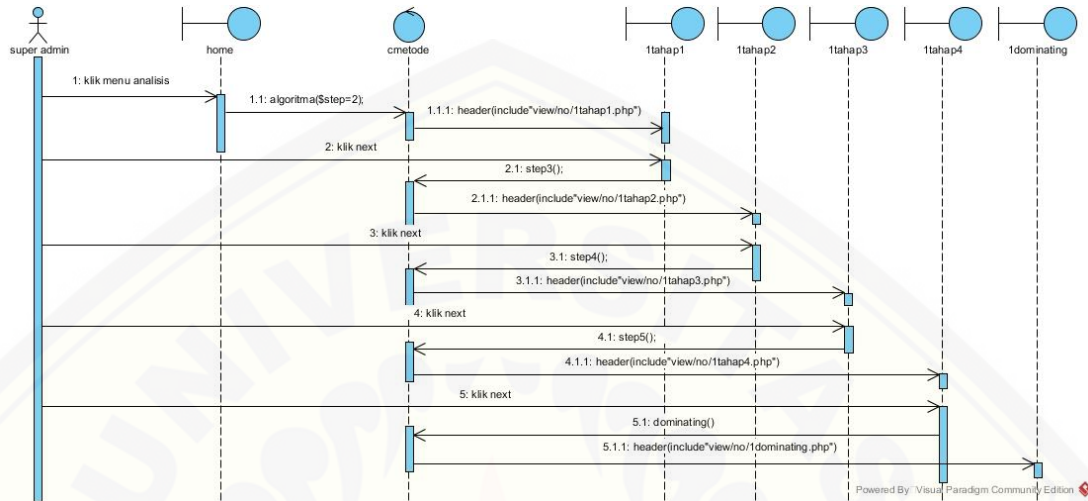 super admin
home
cmetode
1tahap1
1tahap2
1tahap3
1tahap4
1dominating
1: klik menu analisis
1.1: algoritma($step=2);
1.1.1: header(include"view/no/1tahap1.php")
2: klik next
2.1: step3();
2.1.1: header(include"view/no/1tahap2.php")
3: klik next
3.1: step4();
3.1.1: header(include"view/no/1tahap3.php")
4: klik next
4.1: step5();
4.1.1: header(include"view/no/1tahap4.php")
5: klik next
5.1: dominating()
5.1.1: header(include"view/no/1dominating.php")
Powered By Visual Paradigm Community Edition
UNIVERSITAS